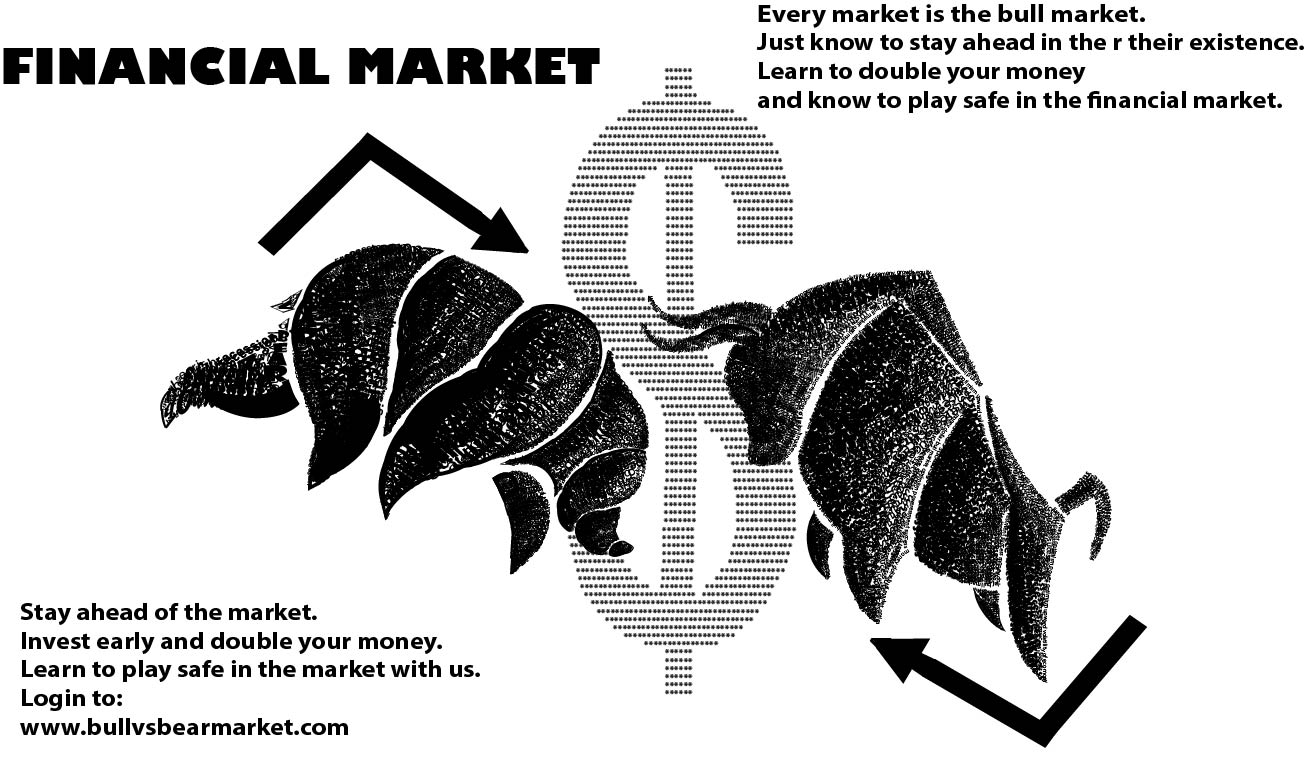 FINANCIAL MARKET
Every market is the bull market.
Just know to stay ahead in the r their existence.
Learn to double your money
and know to play safe in the financial market.
Stay ahead of the market.
Invest early and double your money.
Learn to play safe in the market with us.
Login to:
www.bullvsbearmarket.com